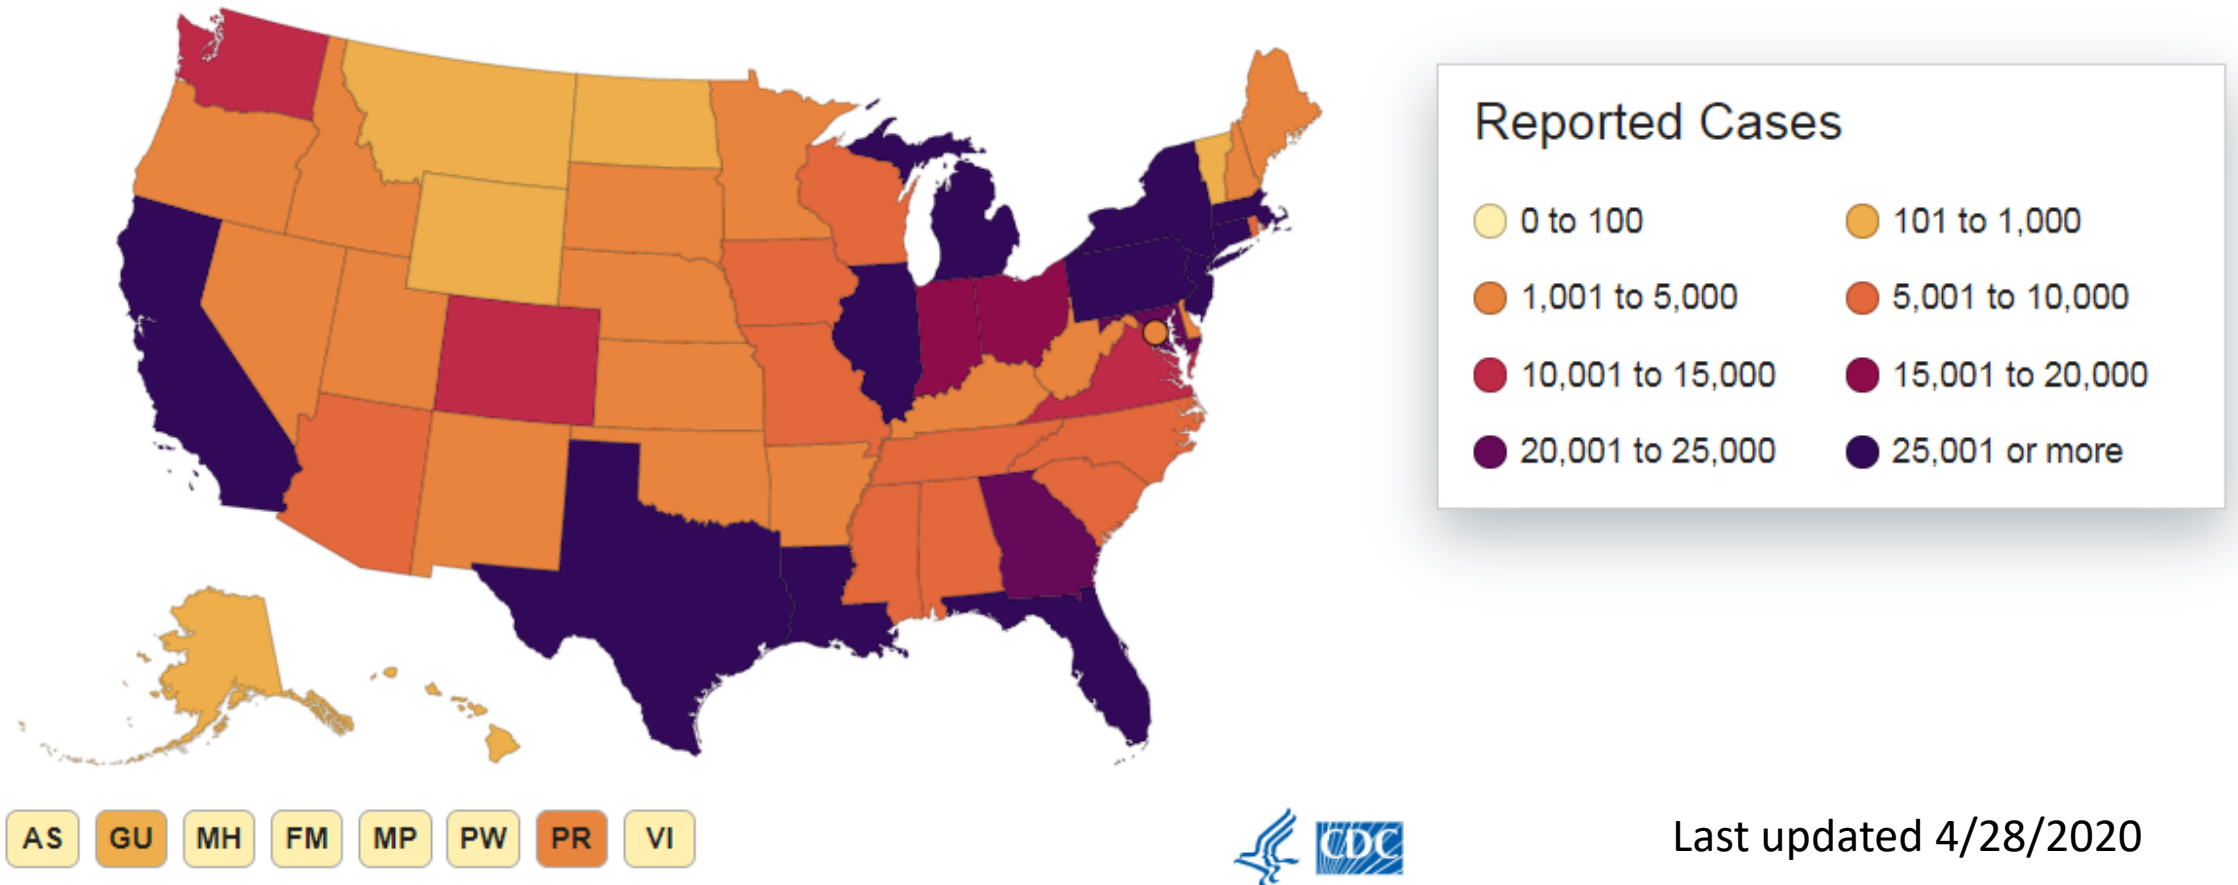 Reported Cases
0 to 100
101 to 1,000
1,001 to 5,000
5,001 to 10,000
10,001 to 15,000
15,001 to 20,000
20,001 to 25,000
25,001 or more
AS GU MH FM MP PW PR VI
CDC
Last updated 4/28/2020